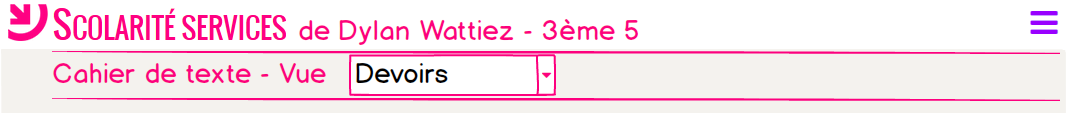 SCOLARITÉ SERVICES de Dylan Wattiez - 3ème 5
Cahier de texte - Vue Devoirs